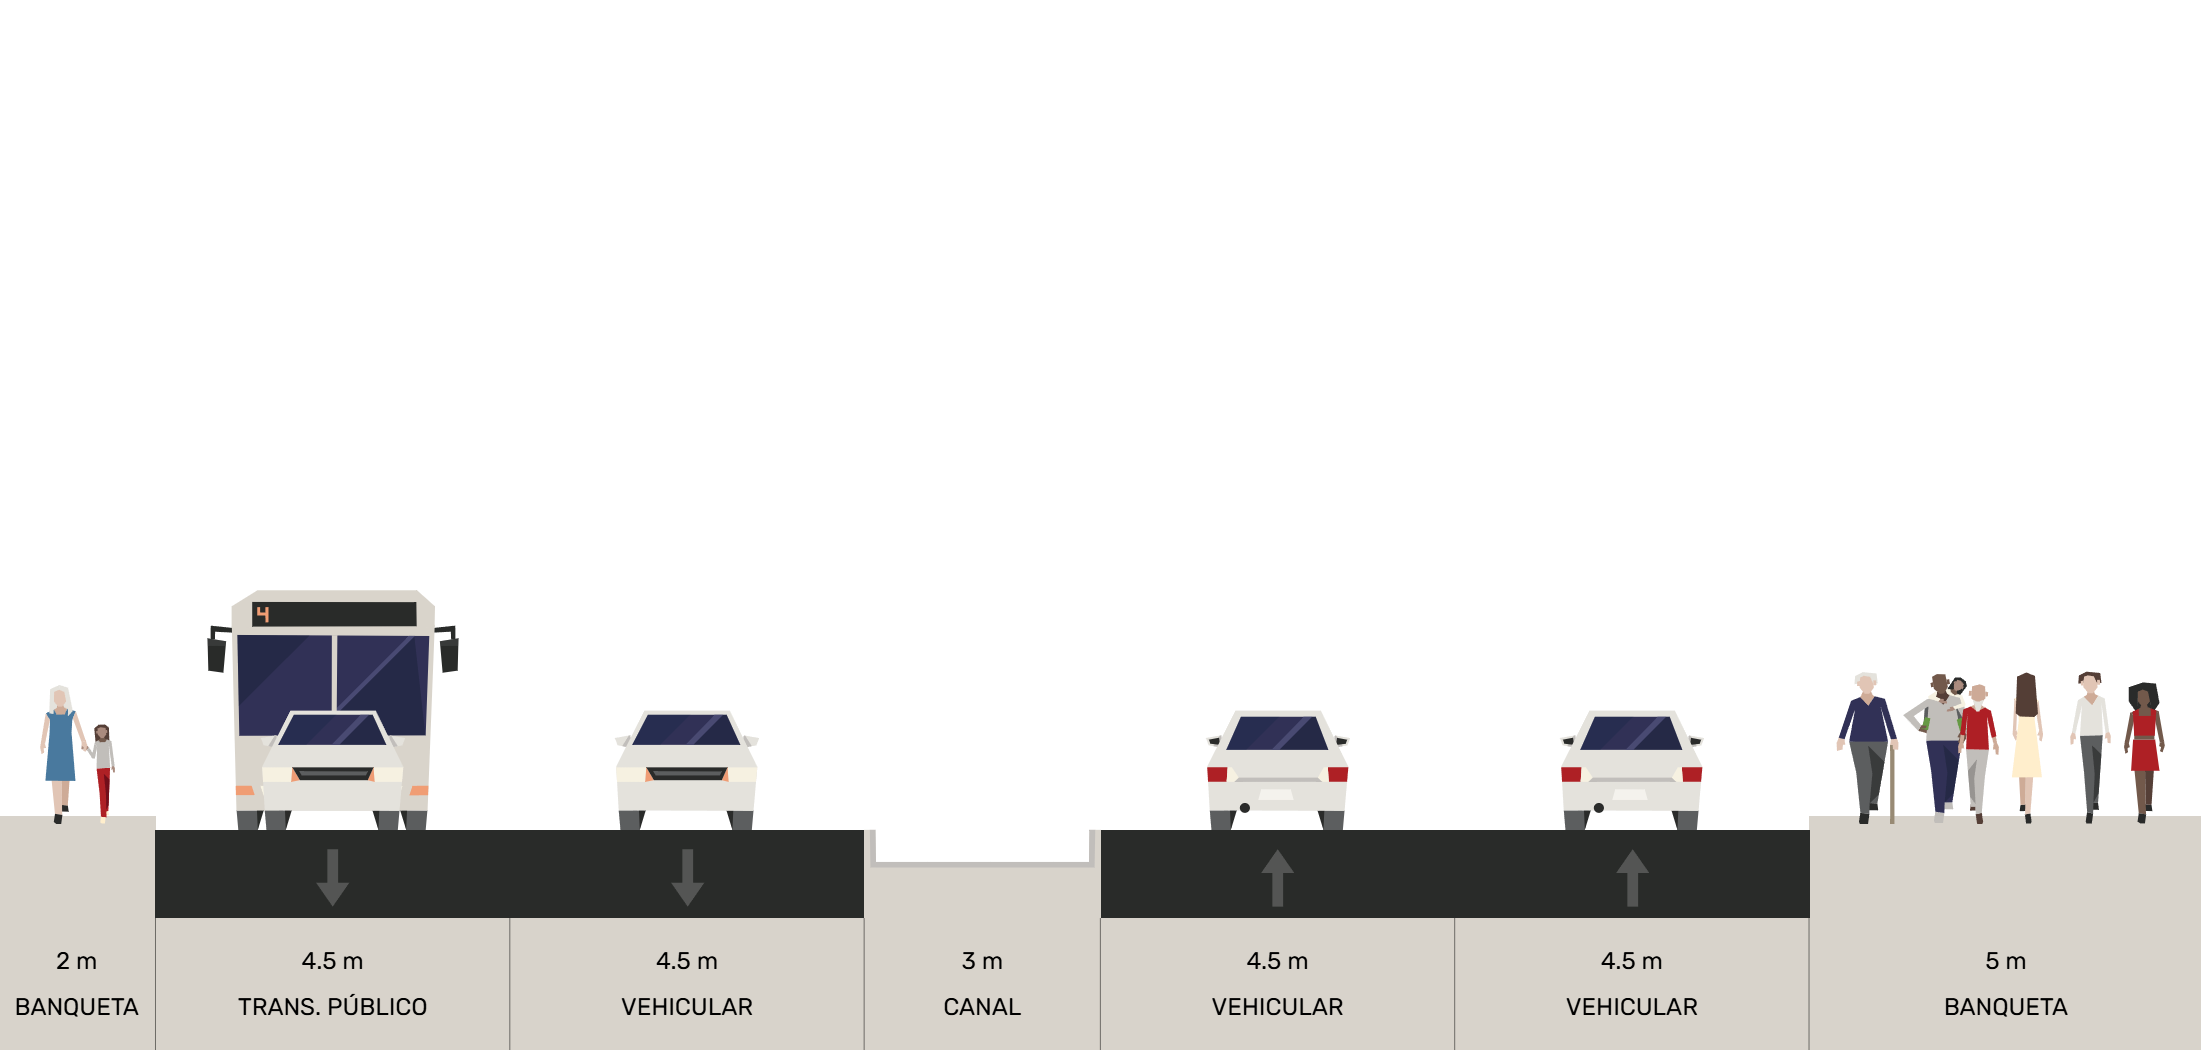 4
2 m
BANQUETA
4.5 m
TRANS. PÚBLICO
4.5 m
VEHICULAR
3 m
CANAL
4.5 m
VEHICULAR
4.5 m
VEHICULAR
5 m
BANQUETA